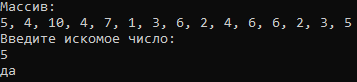 Массив:
5, 4, 10, 4, 7, 1, 3, 6, 2, 4, 6, 6, 2, 3, 5
Введите искомое число:
5
да